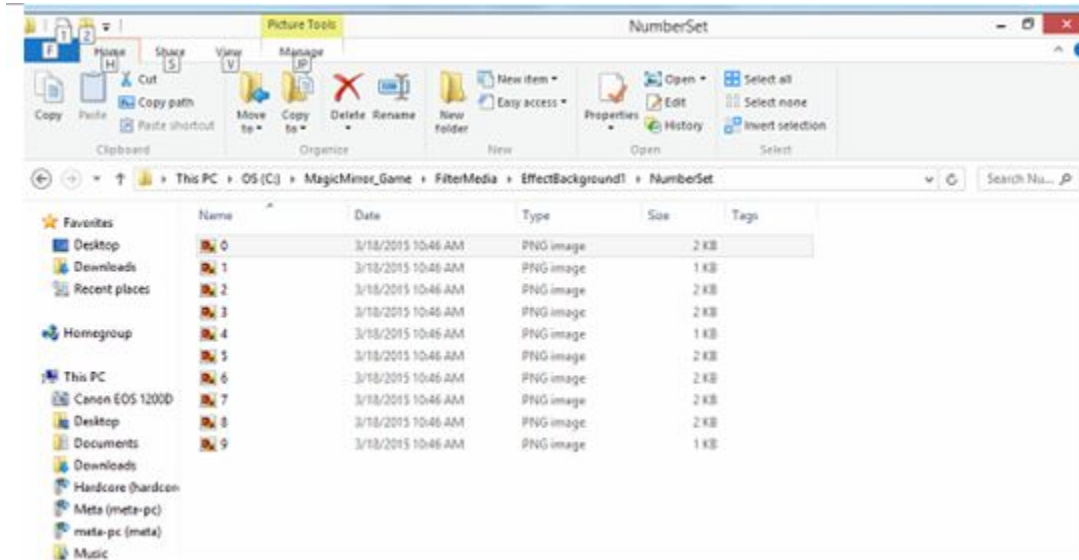 Picture Tools NumberSet
1 2
F Home Share View Manage
H S V JP
Cut
Copy path
Paste shortcut
Copy Paste
Move to Copy to Delete Rename
New folder
New item
Easy access
Properties
Open
Edit
History
Select all
Select none
Invert selection
Clipboard Organize New Open Select
This PC OS (C:) MagicMirror_Game FilterMedia EffectBackground1 NumberSet Search Nu...
Name Date Type Size Tags
0 3/18/2015 10:46 AM PNG image 2 KB
1 3/18/2015 10:46 AM PNG image 1 KB
2 3/18/2015 10:46 AM PNG image 2 KB
3 3/18/2015 10:46 AM PNG image 2 KB
4 3/18/2015 10:46 AM PNG image 1 KB
5 3/18/2015 10:46 AM PNG image 2 KB
6 3/18/2015 10:46 AM PNG image 2 KB
7 3/18/2015 10:46 AM PNG image 2 KB
8 3/18/2015 10:46 AM PNG image 2 KB
9 3/18/2015 10:46 AM PNG image 1 KB
Favorites
Desktop
Downloads
Recent places
Homegroup
This PC
Canon EOS 1200D
Desktop
Documents
Downloads
Hardcore (hardcore
Meta (meta-pc)
meta-pc (meta)
Music